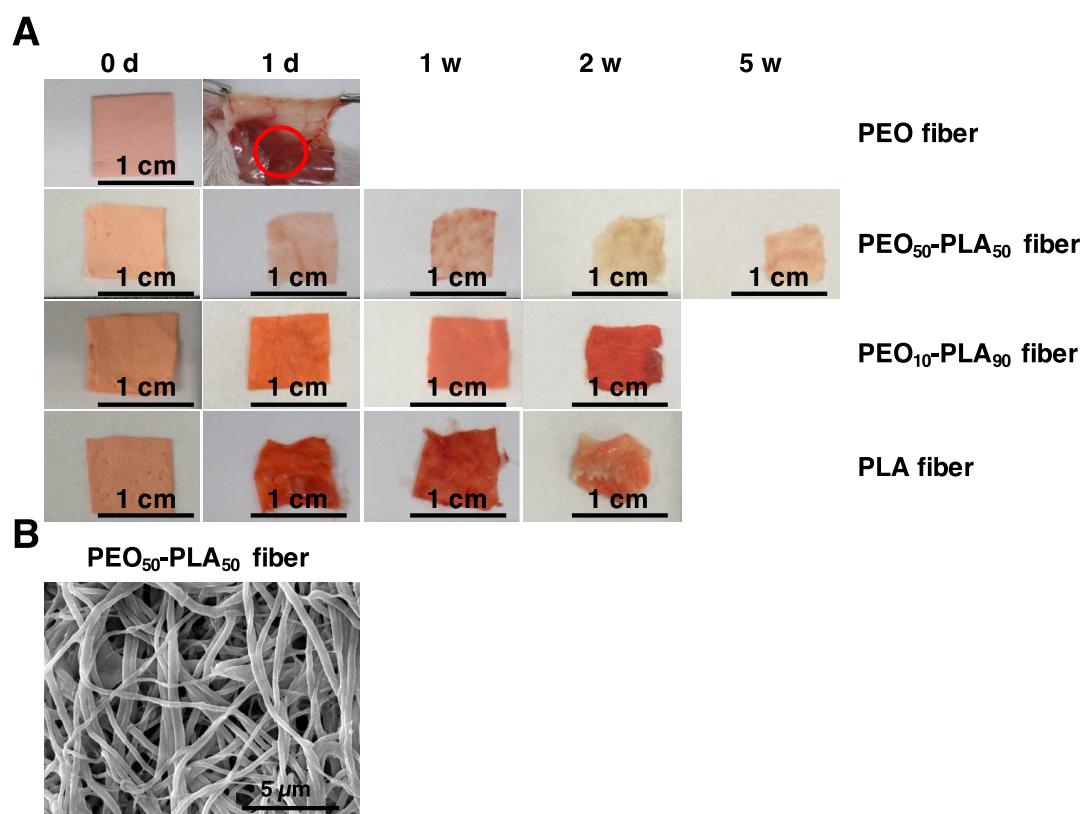 A
0 d 1 d 1 w 2 w 5 w
1 cm PEO fiber
1 cm 1 cm 1 cm 1 cm 1 cm PEO₅₀-PLA₅₀ fiber
1 cm 1 cm 1 cm 1 cm PEO₁₀-PLA₉₀ fiber
1 cm 1 cm 1 cm 1 cm PLA fiber
B
PEO₅₀-PLA₅₀ fiber
5 µm